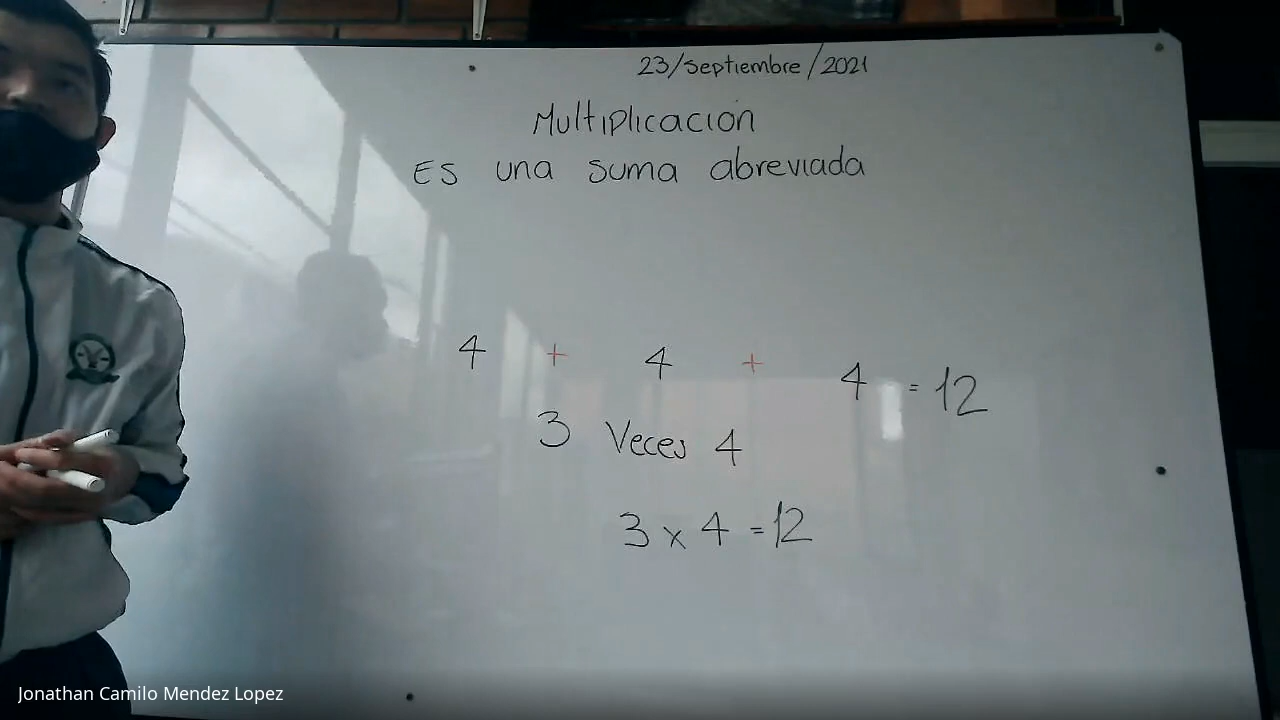 23/Septiembre/2021
Multiplicación
Es una suma abreviada
4 + 4 + 4 = 12
3 Veces 4
3 x 4 = 12
Jonathan Camilo Mendez Lopez